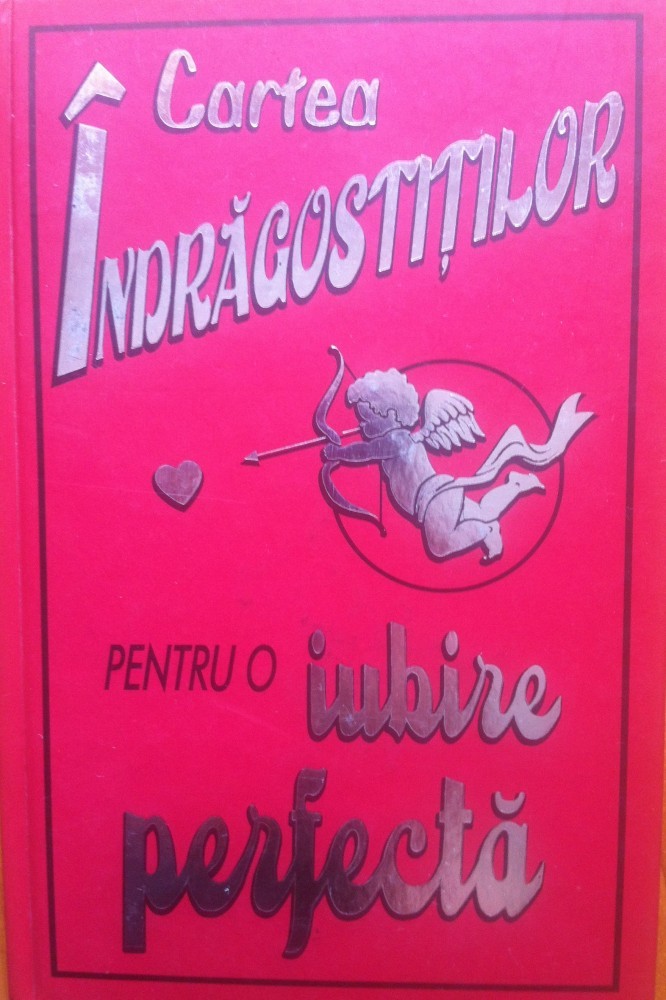 Cartea
ÎNDRĂGOSTIȚILOR
PENTRU O iubire
perfectă